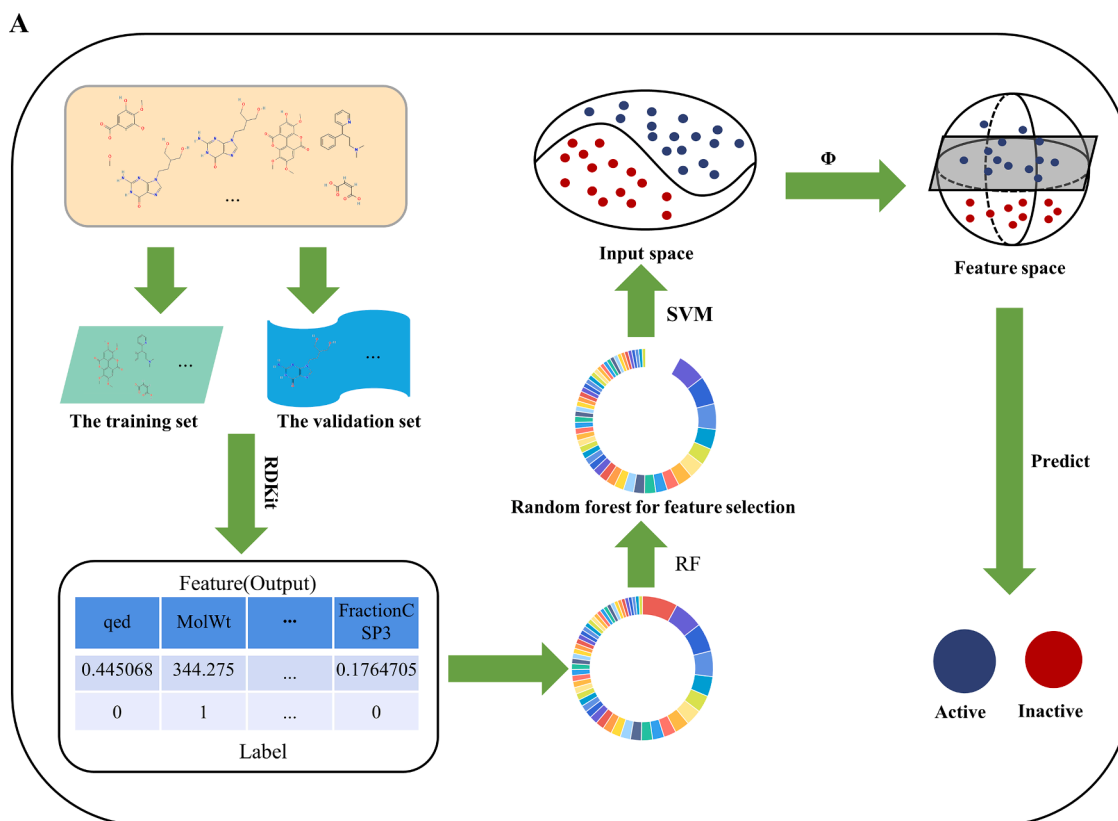 A
...
Φ
Input space
Feature space
SVM
...
...
The training set
The validation set
RDKit
Predict
Random forest for feature selection
RF
Feature(Output)
qed MolWt ... FractionC
SP3
0.445068 344.275 ... 0.1764705
0 1 ... 0
Label
Active Inactive